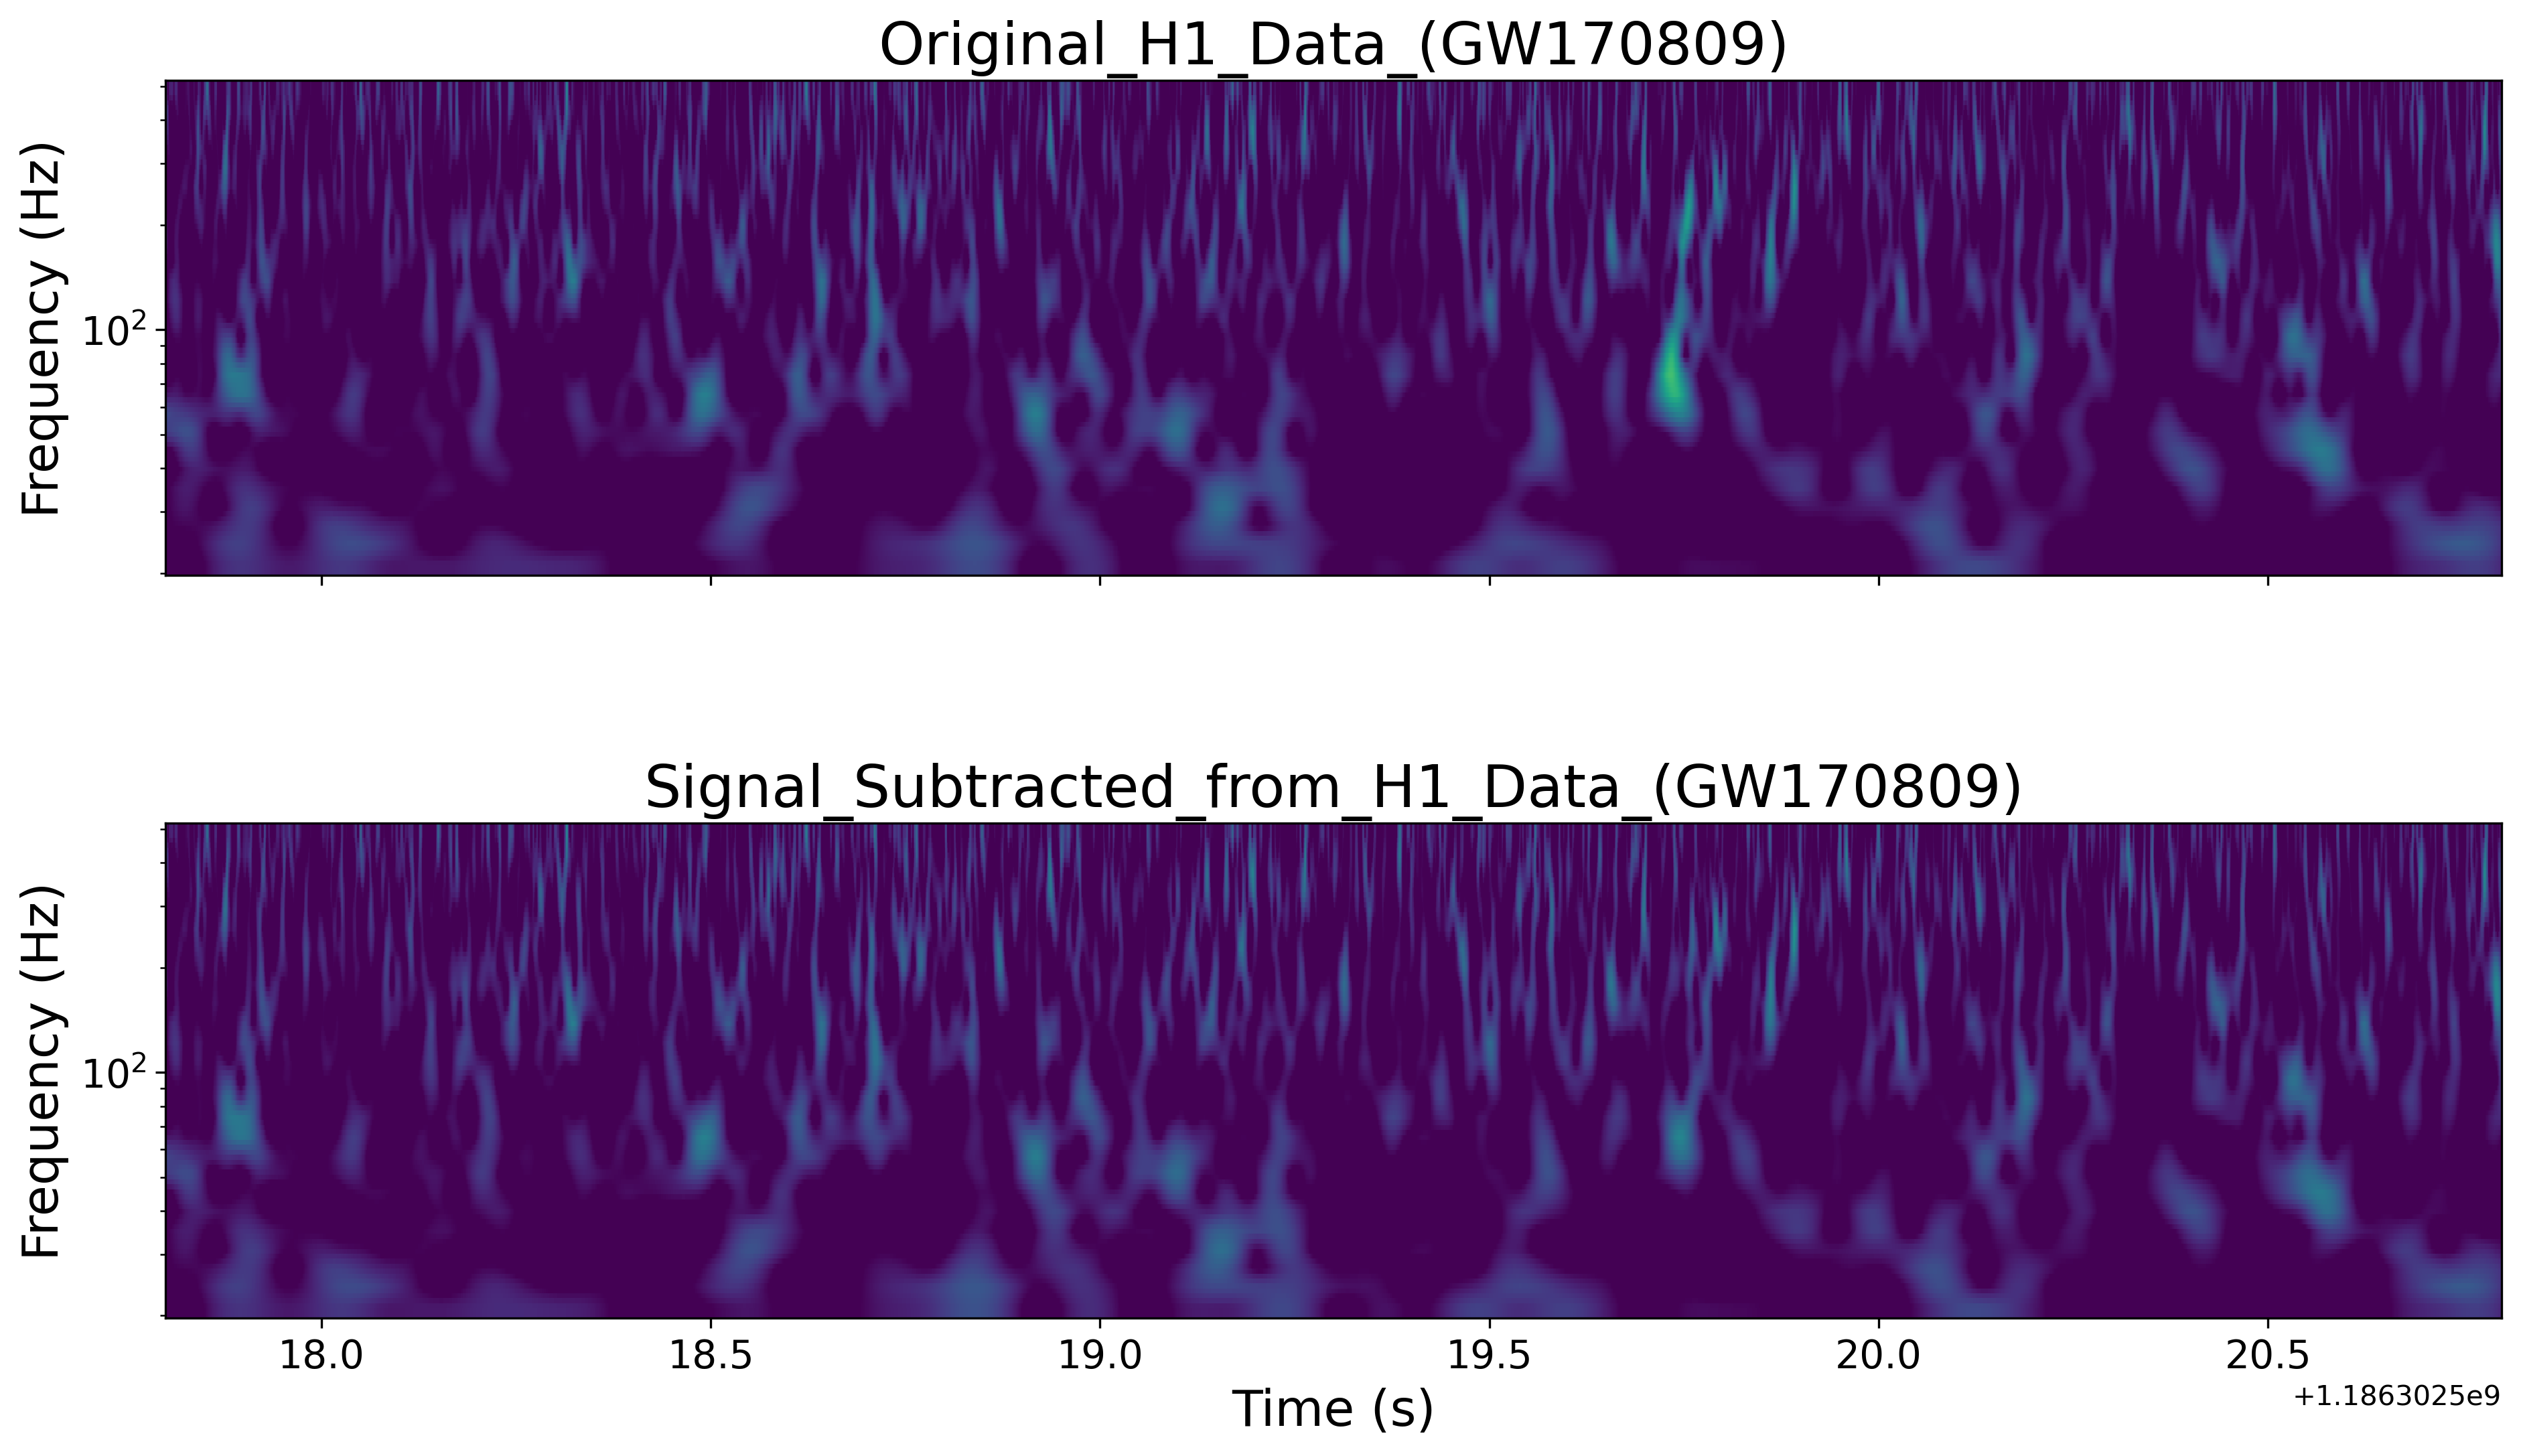 Original_H1_Data_(GW170809)
Frequency (Hz)
10²
Signal_Subtracted_from_H1_Data_(GW170809)
Frequency (Hz)
10²
18.0 18.5 19.0 19.5 20.0 20.5
Time (s)
+1.1863025e9